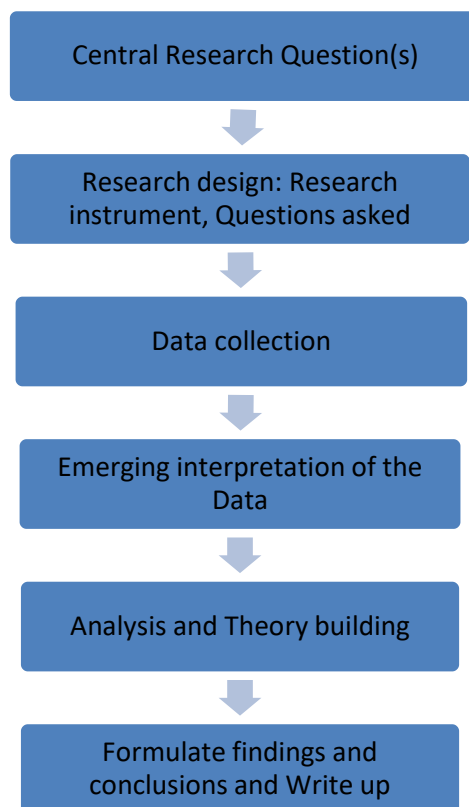 Central Research Question(s)
Research design: Research
instrument, Questions asked
Data collection
Emerging interpretation of the
Data
Analysis and Theory building
Formulate findings and
conclusions and Write up